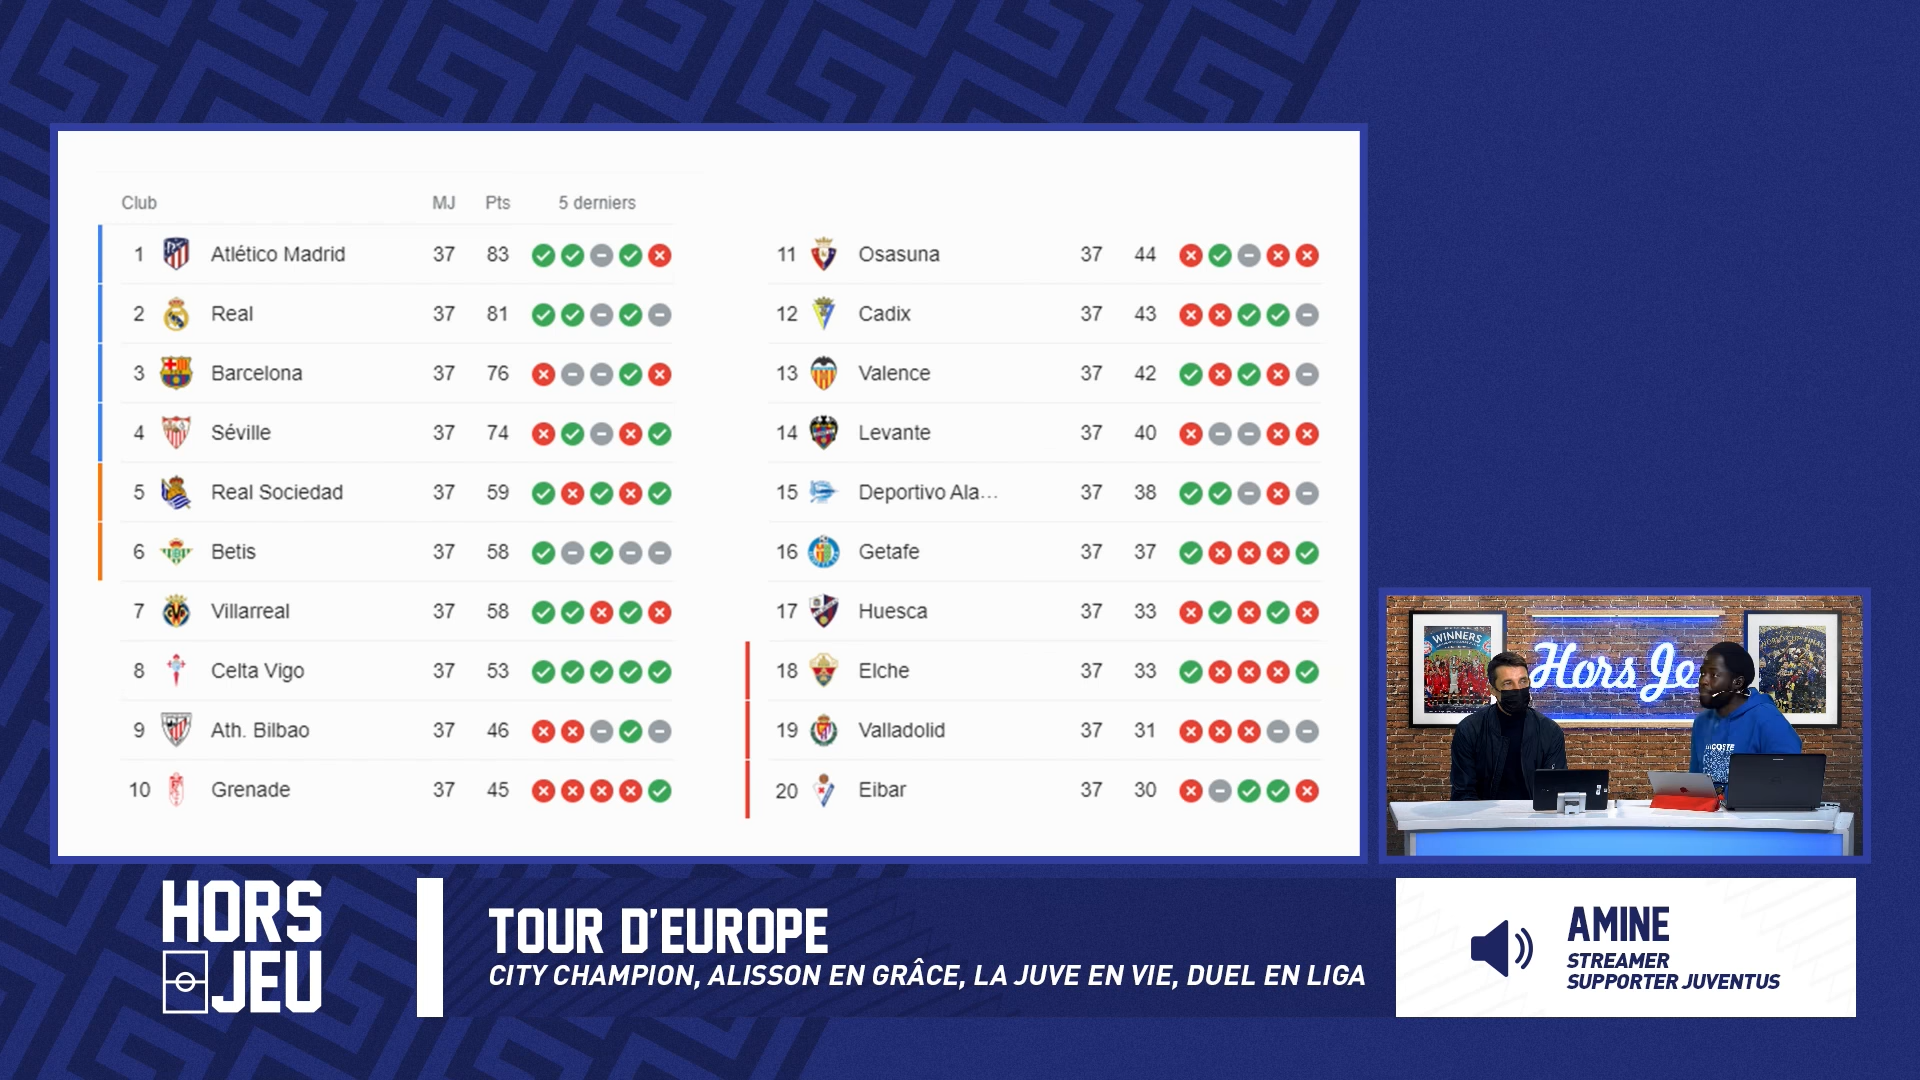 Club MJ Pts 5 derniers
1 Atlético Madrid 37 83
2 Real 37 81
3 Barcelona 37 76
4 Séville 37 74
5 Real Sociedad 37 59
6 Betis 37 58
7 Villarreal 37 58
8 Celta Vigo 37 53
9 Ath. Bilbao 37 46
10 Grenade 37 45
11 Osasuna 37 44
12 Cadix 37 43
13 Valence 37 42
14 Levante 37 40
15 Deportivo Ala... 37 38
16 Getafe 37 37
17 Huesca 37 33
18 Elche 37 33
19 Valladolid 37 31
20 Eibar 37 30
WINNERS
Hors Je
HORS
JEU
TOUR D'EUROPE
CITY CHAMPION, ALISSON EN GRÂCE, LA JUVE EN VIE, DUEL EN LIGA
AMINE
STREAMER
SUPPORTER JUVENTUS